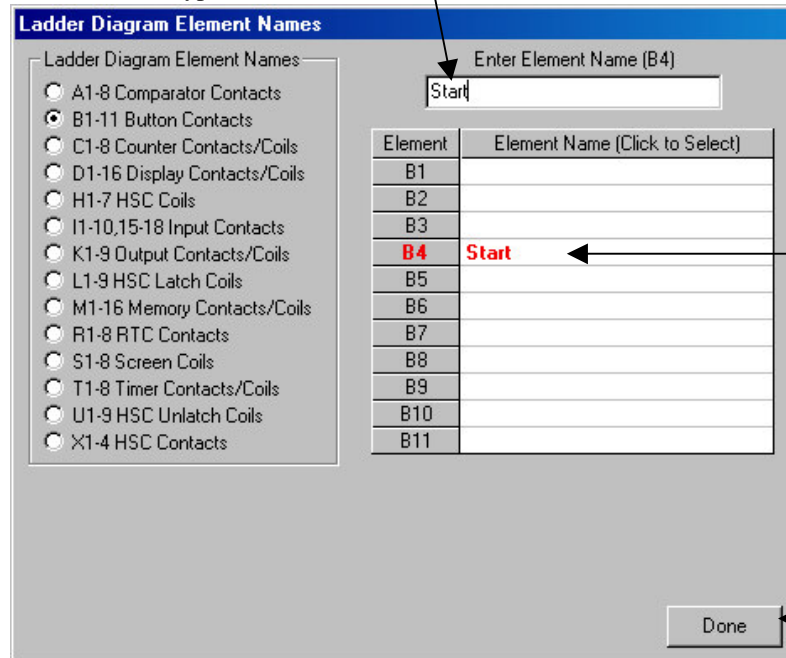 Ladder Diagram Element Names
Ladder Diagram Element Names
A1-8 Comparator Contacts
B1-11 Button Contacts
C1-8 Counter Contacts/Coils
D1-16 Display Contacts/Coils
H1-7 HSC Coils
I1-10,15-18 Input Contacts
K1-9 Output Contacts/Coils
L1-9 HSC Latch Coils
M1-16 Memory Contacts/Coils
R1-8 RTC Contacts
S1-8 Screen Coils
T1-8 Timer Contacts/Coils
U1-9 HSC Unlatch Coils
X1-4 HSC Contacts
Enter Element Name (B4)
Start
Element Element Name (Click to Select)
B1
B2
B3
B4 Start
B5
B6
B7
B8
B9
B10
B11
Done